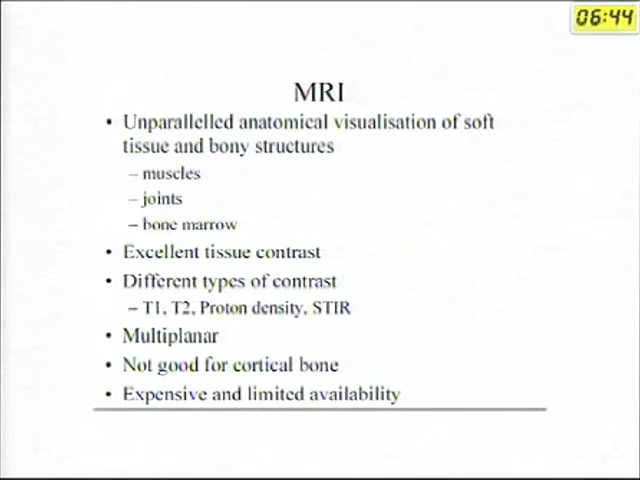 06:44
MRI
• Unparallelled anatomical visualisation of soft
tissue and bony structures
– muscles
– joints
– bone marrow
• Excellent tissue contrast
• Different types of contrast
– T1, T2, Proton density, STIR
• Multiplanar
• Not good for cortical bone
• Expensive and limited availability